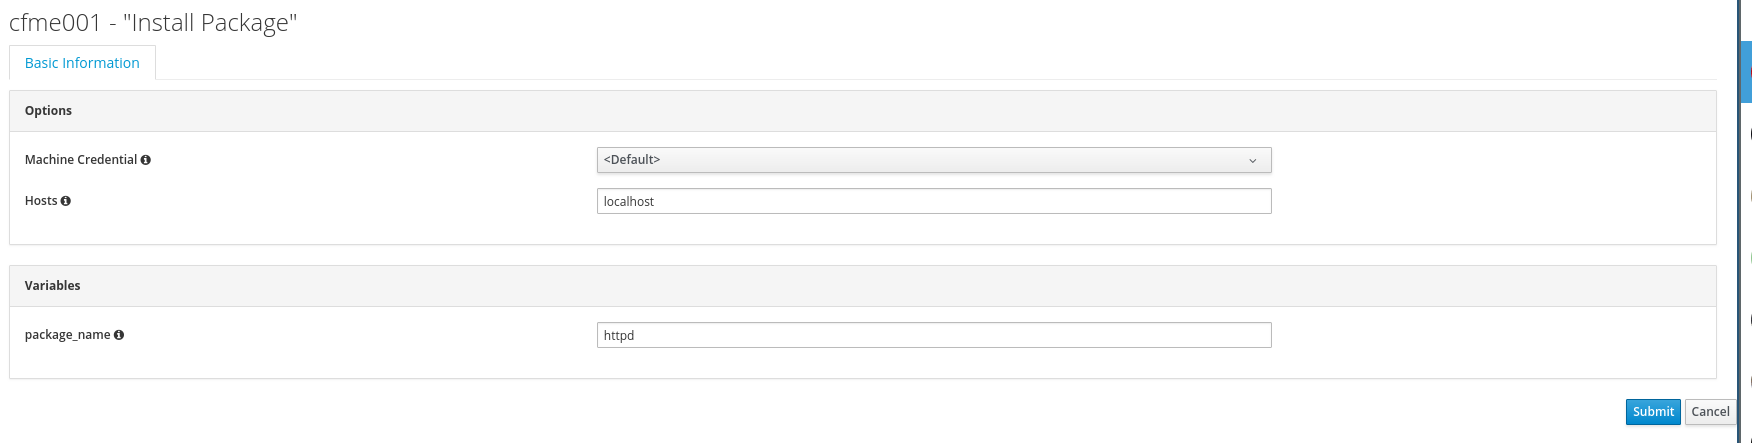 cfme001 - "Install Package"
Basic Information
Options
Machine Credential
<Default>
Hosts
localhost
Variables
package_name
httpd
Submit Cancel